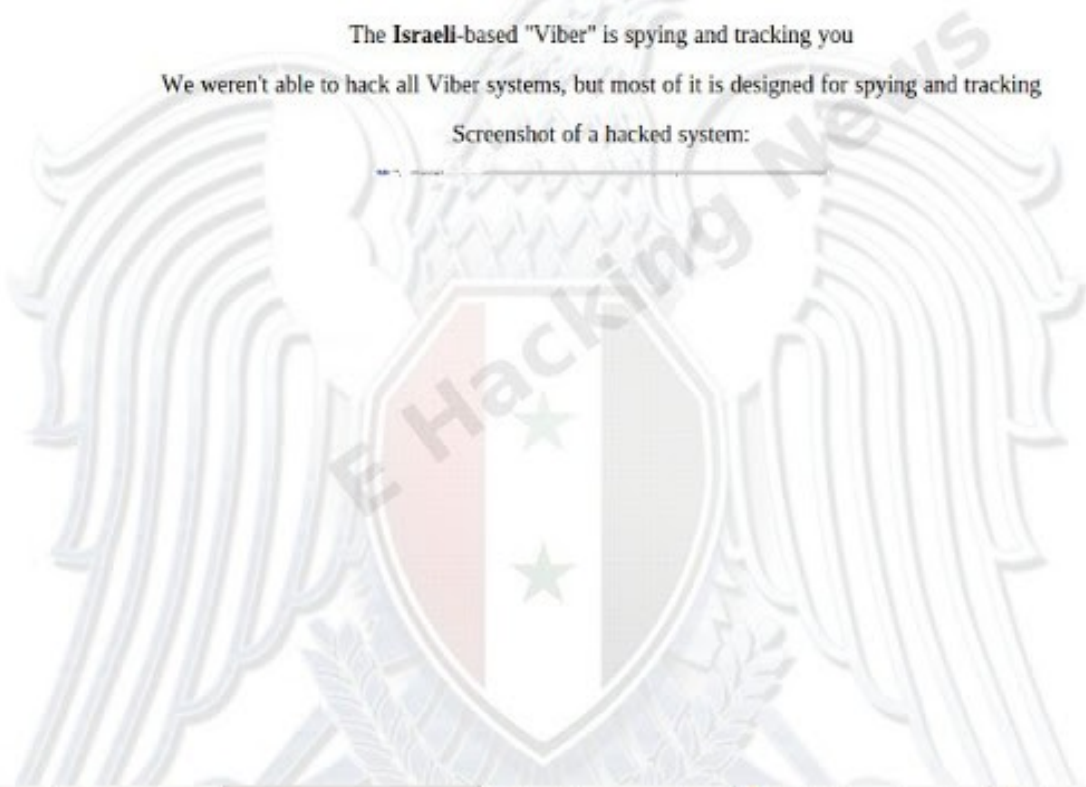 The Israeli-based "Viber" is spying and tracking you
We weren't able to hack all Viber systems, but most of it is designed for spying and tracking
Screenshot of a hacked system:
E Hacking News